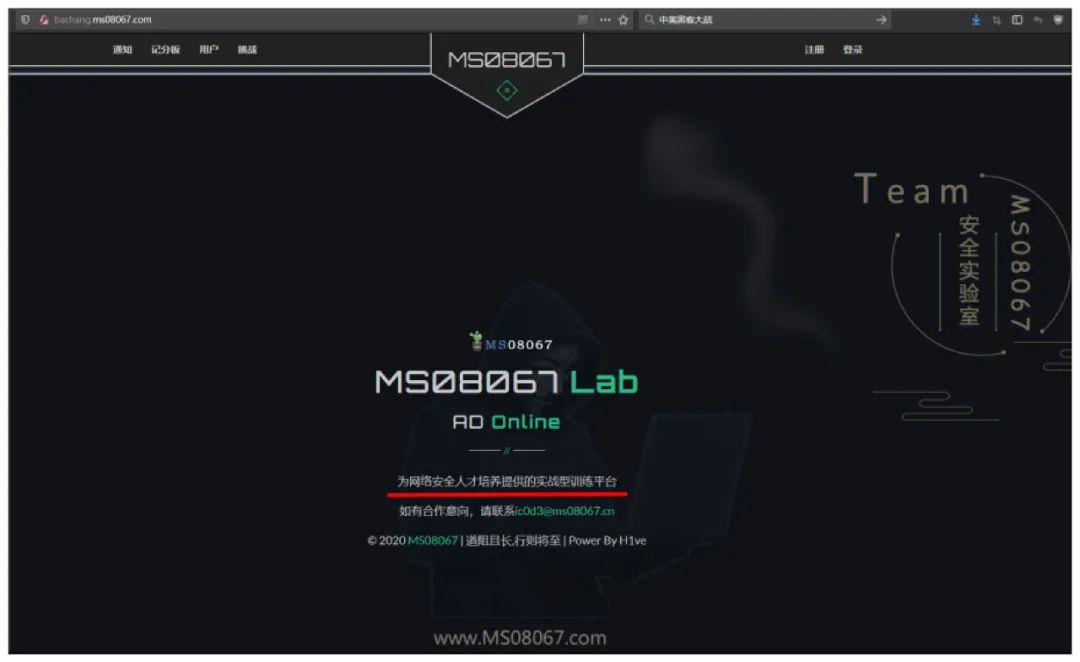 bachang.ms08067.com
中美黑客大战
通知 记分板 用户 挑战
MS08067
注册 登录
Team
MS08067
安全实验室
MS08067
MS08067 Lab
AD Online
//
为网络安全人才培养提供的实战型训练平台
如有合作意向，请联系ic0d3@ms08067.cn
© 2020 MS08067 | 道阻且长,行则将至 | Power By H1ve
www.MS08067.com